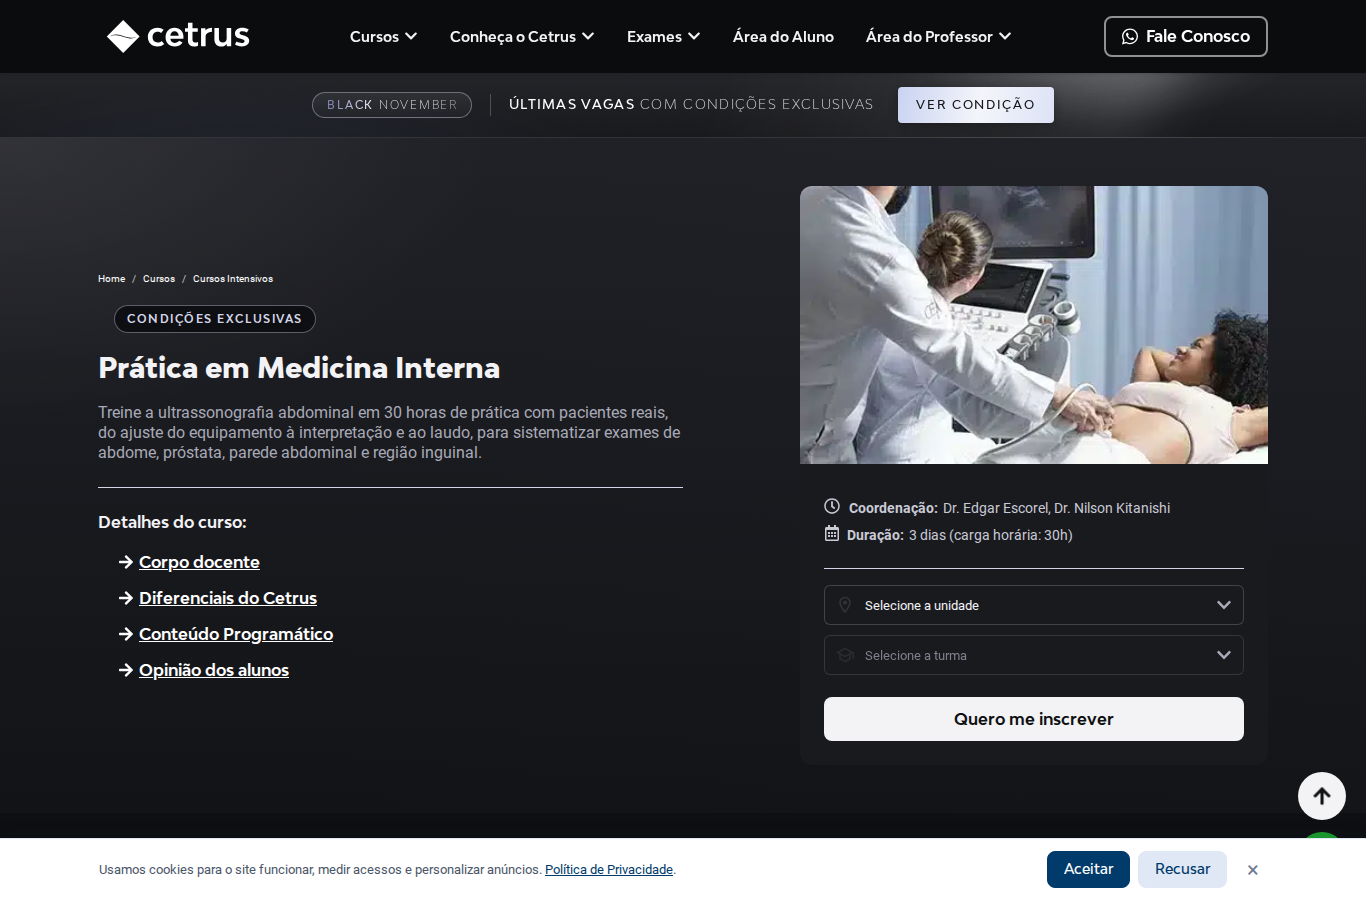 cetrus
Cursos
Conheça o Cetrus
Exames
Área do Aluno
Área do Professor
Fale Conosco
BLACK NOVEMBER
ÚLTIMAS VAGAS COM CONDIÇÕES EXCLUSIVAS
VER CONDIÇÃO
Home / Cursos / Cursos Intensivos
CONDIÇÕES EXCLUSIVAS
Prática em Medicina Interna
Treine a ultrassonografia abdominal em 30 horas de prática com pacientes reais,
do ajuste do equipamento à interpretação e ao laudo, para sistematizar exames de
abdome, próstata, parede abdominal e região inguinal.
Detalhes do curso:
Corpo docente
Diferenciais do Cetrus
Conteúdo Programático
Opinião dos alunos
Coordenação: Dr. Edgar Escorel, Dr. Nilson Kitanishi
Duração: 3 dias (carga horária: 30h)
Selecione a unidade
Selecione a turma
Quero me inscrever
Usamos cookies para o site funcionar, medir acessos e personalizar anúncios. Política de Privacidade.
Aceitar
Recusar
×